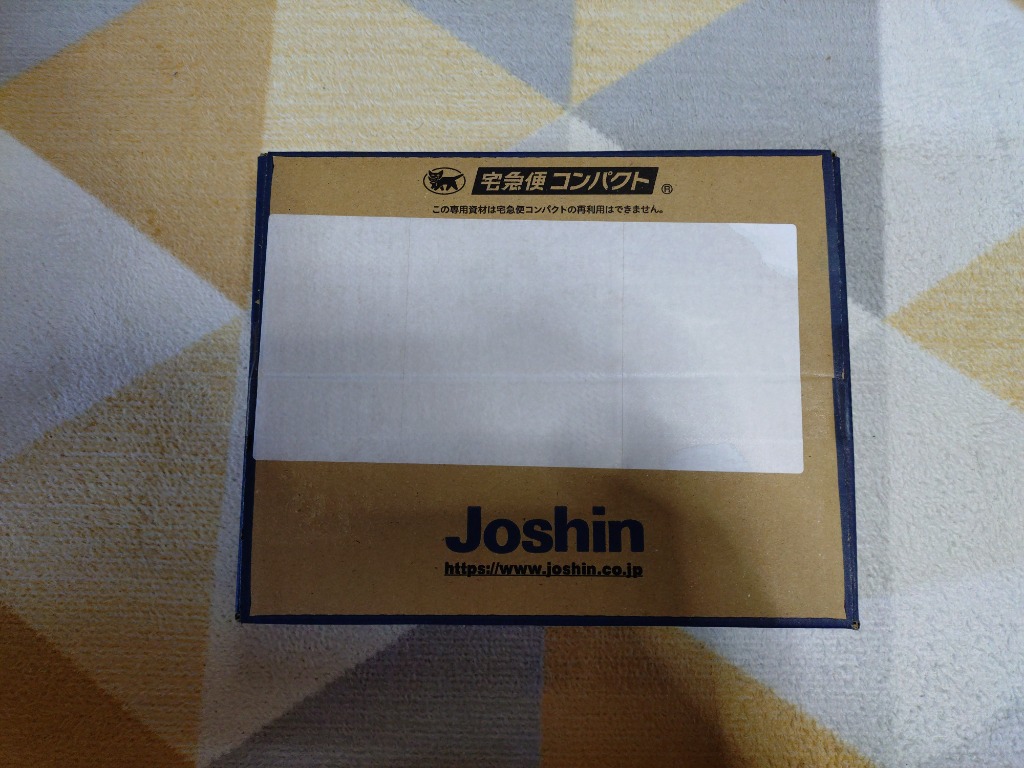 宅急便コンパクト ®
この専用資材は宅急便コンパクトの再利用はできません。
Joshin
https://www.joshin.co.jp